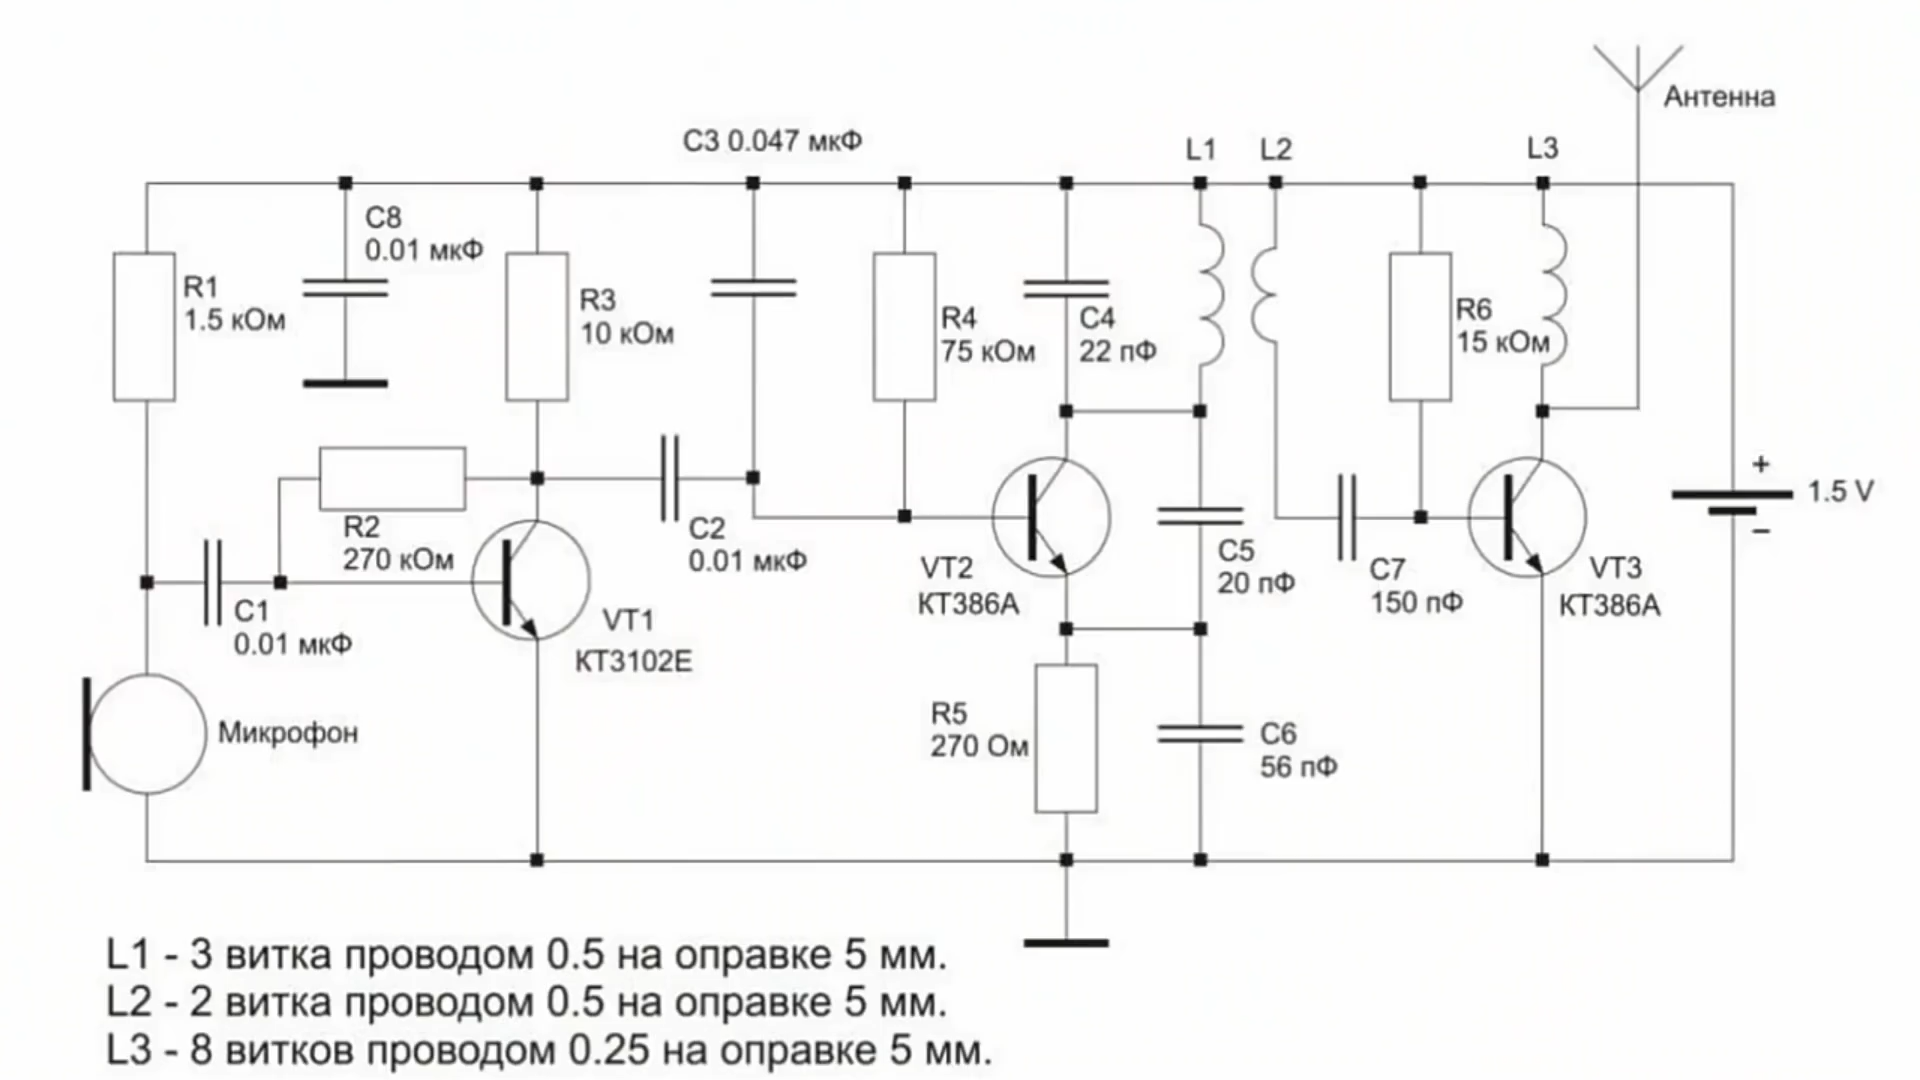 Антенна
C3 0.047 мкФ
L1
L2
L3
C8
0.01 мкФ
R1
1.5 кОм
R3
10 кОм
R4
75 кОм
C4
22 пФ
R6
15 кОм
+
1.5 V
–
R2
270 кОм
C2
0.01 мкФ
VT2
КТ386А
C5
20 пФ
C7
150 пФ
VT3
КТ386А
C1
0.01 мкФ
VT1
КТ3102Е
Микрофон
R5
270 Ом
C6
56 пФ
L1 - 3 витка проводом 0.5 на оправке 5 мм.
L2 - 2 витка проводом 0.5 на оправке 5 мм.
L3 - 8 витков проводом 0.25 на оправке 5 мм.